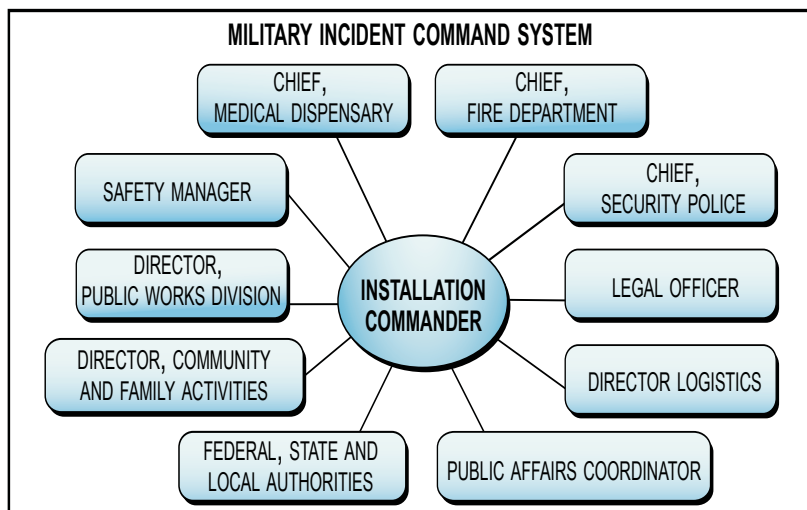 MILITARY INCIDENT COMMAND SYSTEM
CHIEF,
MEDICAL DISPENSARY
CHIEF,
FIRE DEPARTMENT
SAFETY MANAGER
CHIEF,
SECURITY POLICE
DIRECTOR,
PUBLIC WORKS DIVISION
INSTALLATION
COMMANDER
LEGAL OFFICER
DIRECTOR, COMMUNITY
AND FAMILY ACTIVITIES
DIRECTOR LOGISTICS
FEDERAL, STATE AND
LOCAL AUTHORITIES
PUBLIC AFFAIRS COORDINATOR